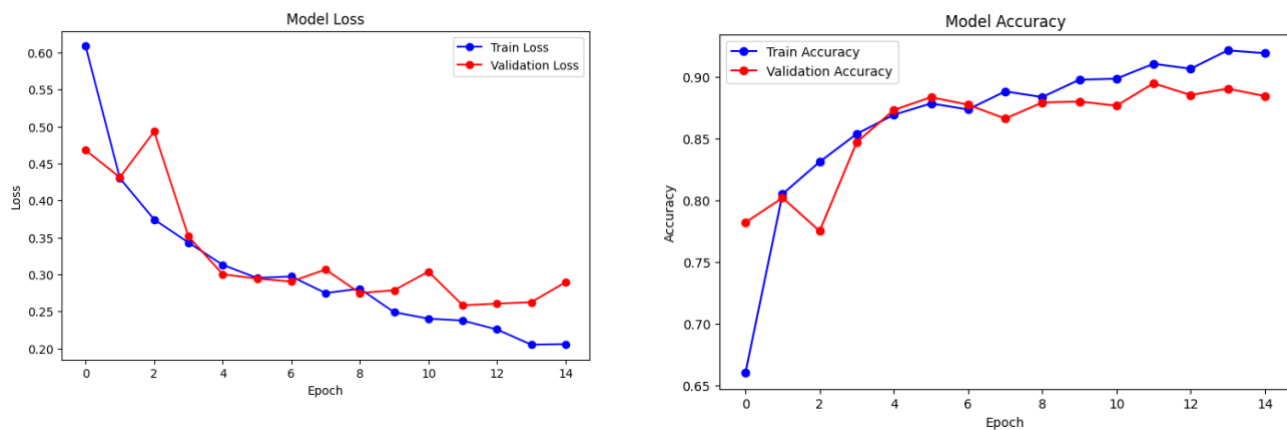 Model Loss
Train Loss
Validation Loss
Loss
0.60
0.55
0.50
0.45
0.40
0.35
0.30
0.25
0.20
0 2 4 6 8 10 12 14
Epoch
Model Accuracy
Train Accuracy
Validation Accuracy
Accuracy
0.90
0.85
0.80
0.75
0.70
0.65
0 2 4 6 8 10 12 14
Epoch